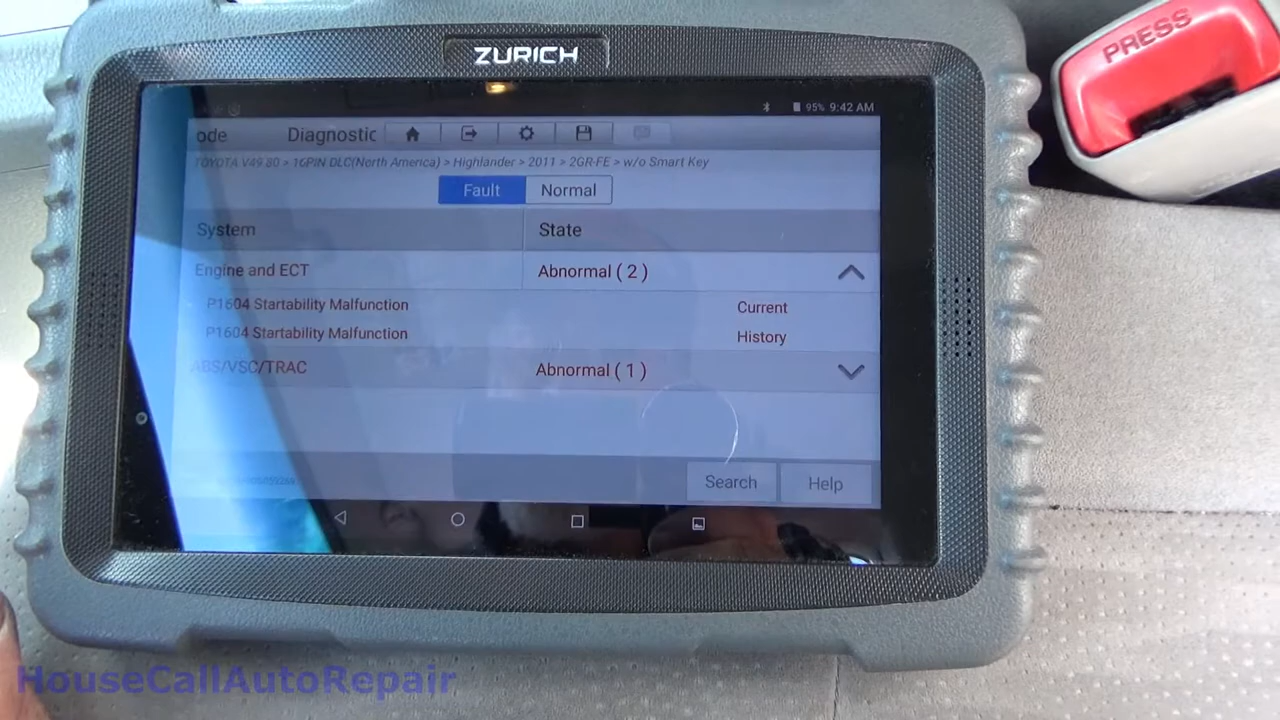 ZURICH
PRESS
95% 9:42 AM
ode Diagnostic
TOYOTA V49.80 > 16PIN DLC(North America) > Highlander > 2011 > 2GR-FE > w/o Smart Key
Fault Normal
System State
Engine and ECT Abnormal ( 2 )
P1604 Startability Malfunction Current
P1604 Startability Malfunction History
ABS/VSC/TRAC Abnormal ( 1 )
Search Help
HouseCallAutoRepair